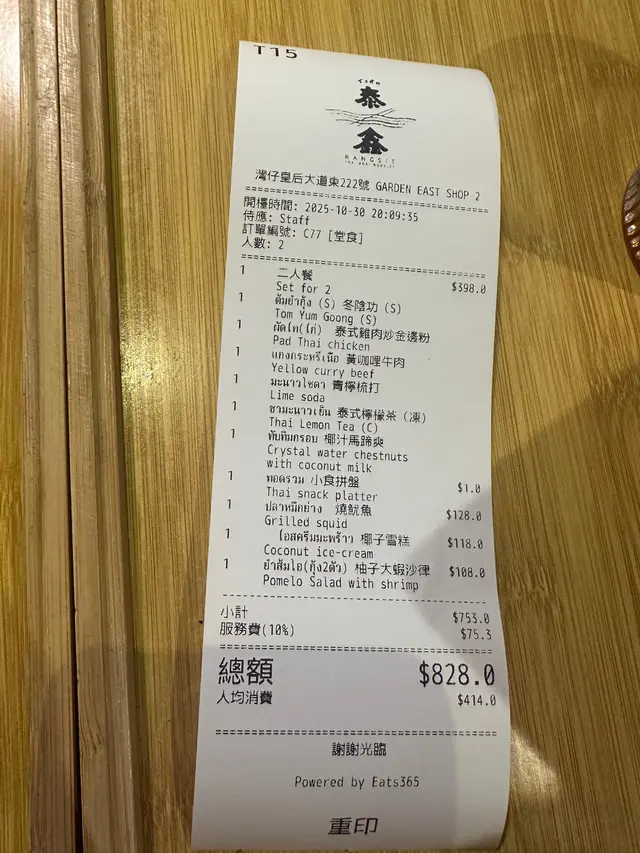 T15
泰
鑫
RANGSIT
灣仔皇后大道東222號 GARDEN EAST SHOP 2
開檯時間: 2025-10-30 20:09:35
侍應: Staff
訂單編號: C77 [堂食]
人數: 2
1 二人餐 $398.0
Set for 2
1 ต้มยำกุ้ง (S) 冬陰功 (S)
Tom Yum Goong (S)
1 ผัดไท(ไก่) 泰式雞肉炒金邊粉
Pad Thai chicken
1 แกงกะหรี่เนื้อ 黃咖哩牛肉
Yellow curry beef
1 มะนาวโซดา 青檸梳打
Lime soda
1 ชามะนาวเย็น 泰式檸檬茶 (凍)
Thai Lemon Tea (C)
1 ทับทิมกรอบ 椰汁馬蹄爽
Crystal water chestnuts
with coconut milk
1 ทอดรวม 小食拼盤 $1.0
Thai snack platter
1 ปลาหมึกย่าง 燒魷魚 $128.0
Grilled squid
1 ไอสครีมมะพร้าว 椰子雪糕 $118.0
Coconut ice-cream
1 ยำส้มโอ(กุ้ง2ตัว) 柚子大蝦沙律 $108.0
Pomelo Salad with shrimp
小計 $753.0
服務費(10%) $75.3
總額 $828.0
人均消費 $414.0
謝謝光臨
Powered by Eats365
重印